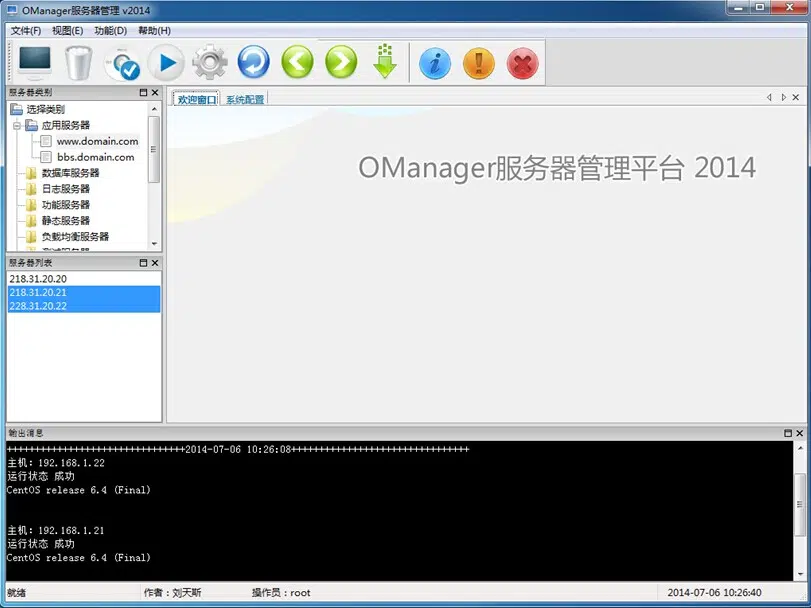 OManager服务器管理 v2014
文件(F) 视图(E) 功能(D) 帮助(H)
服务器类别
选择类别
应用服务器
www.domain.com
bbs.domain.com
数据库服务器
日志服务器
功能服务器
静态服务器
负载均衡服务器
服务器列表
218.31.20.20
218.31.20.21
228.31.20.22
欢迎窗口 系统配置
OManager服务器管理平台 2014
输出消息
++++++++++++++++++++++++++++++++2014-07-06 10:26:08++++++++++++++++++++++++++++++++
主机: 192.168.1.22
运行状态 成功
CentOS release 6.4 (Final)
主机: 192.168.1.21
运行状态 成功
CentOS release 6.4 (Final)
就绪 作者：刘天斯 操作员：root 2014-07-06 10:26:40